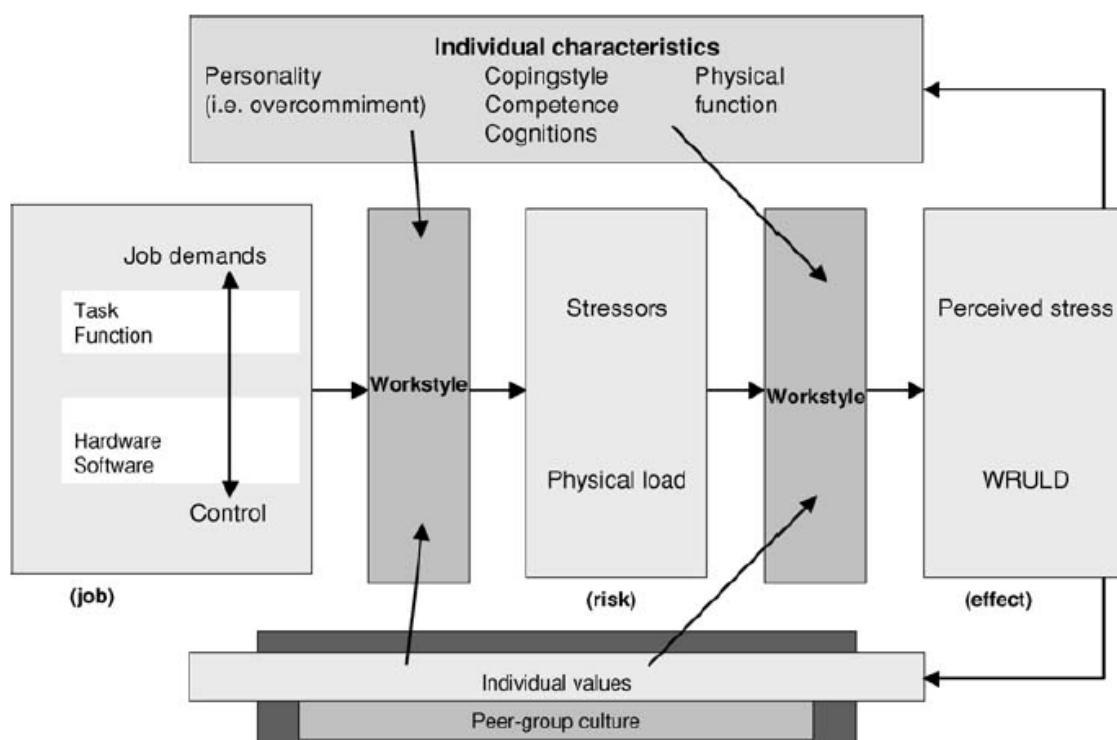 Individual characteristics
Personality
(i.e. overcommiment)
Copingstyle
Competence
Cognitions
Physical
function
Job demands
Task
Function
Hardware
Software
Control
(job)
Workstyle
Stressors
Physical load
(risk)
Workstyle
Perceived stress
WRULD
(effect)
Individual values
Peer-group culture